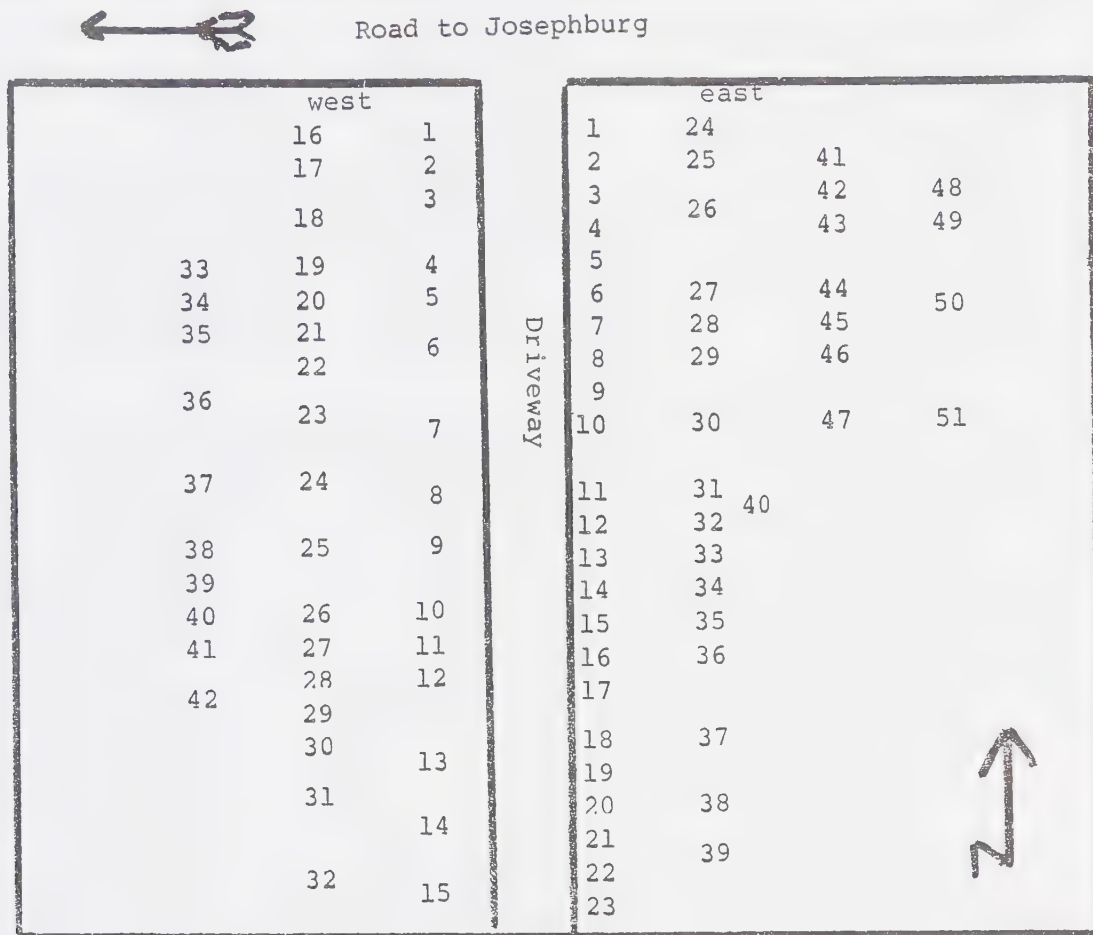 Road to Josephburg
west
16 1
17 2
3
18
33 19 4
34 20 5
35 21
6
22
36
23
7
37 24
8
38 25 9
39
40 26 10
41 27 11
28 12
42
29
30
13
31
14
32
15
Driveway
east
1 24
2 25 41
3 42 48
26
4 43 49
5
6 27 44
50
7 28 45
8 29 46
9
10 30 47 51
11 31
40
12 32
13 33
14 34
15 35
16 36
17
18 37
19
20 38
21
39
22
23
N